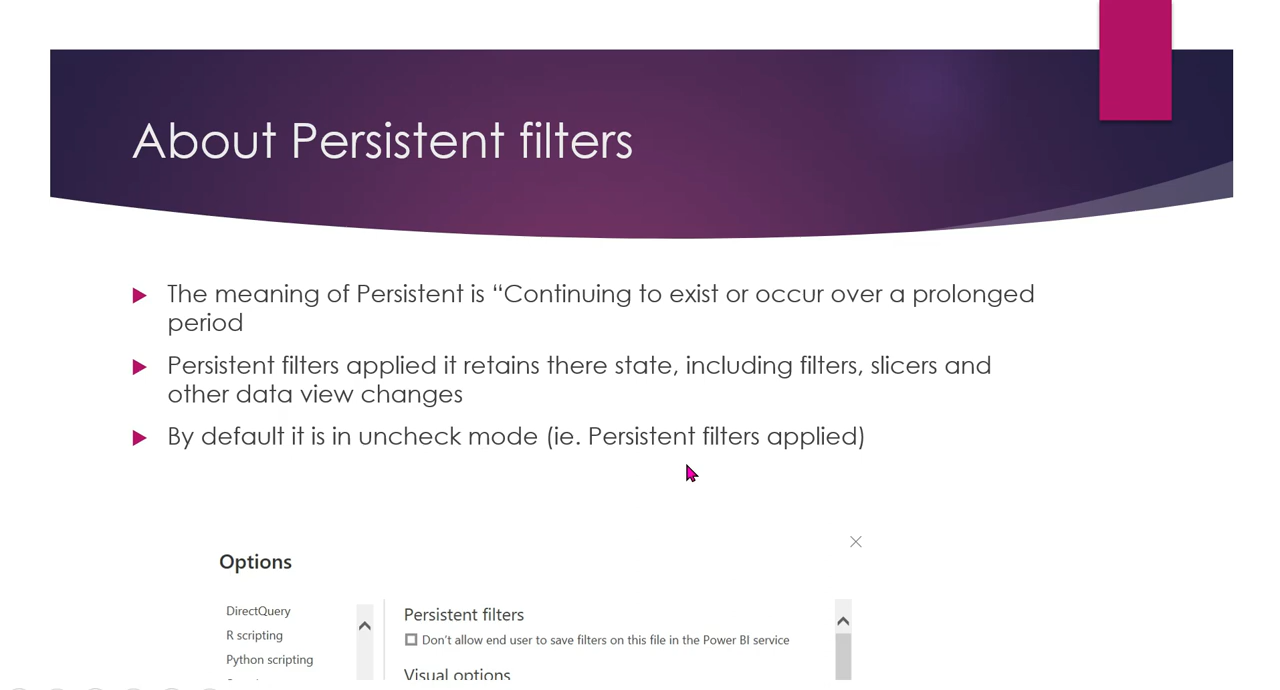 About Persistent filters
The meaning of Persistent is “Continuing to exist or occur over a prolonged
period
Persistent filters applied it retains there state, including filters, slicers and
other data view changes
By default it is in uncheck mode (ie. Persistent filters applied)
Options
DirectQuery
R scripting
Python scripting
Persistent filters
Don't allow end user to save filters on this file in the Power BI service
Visual options